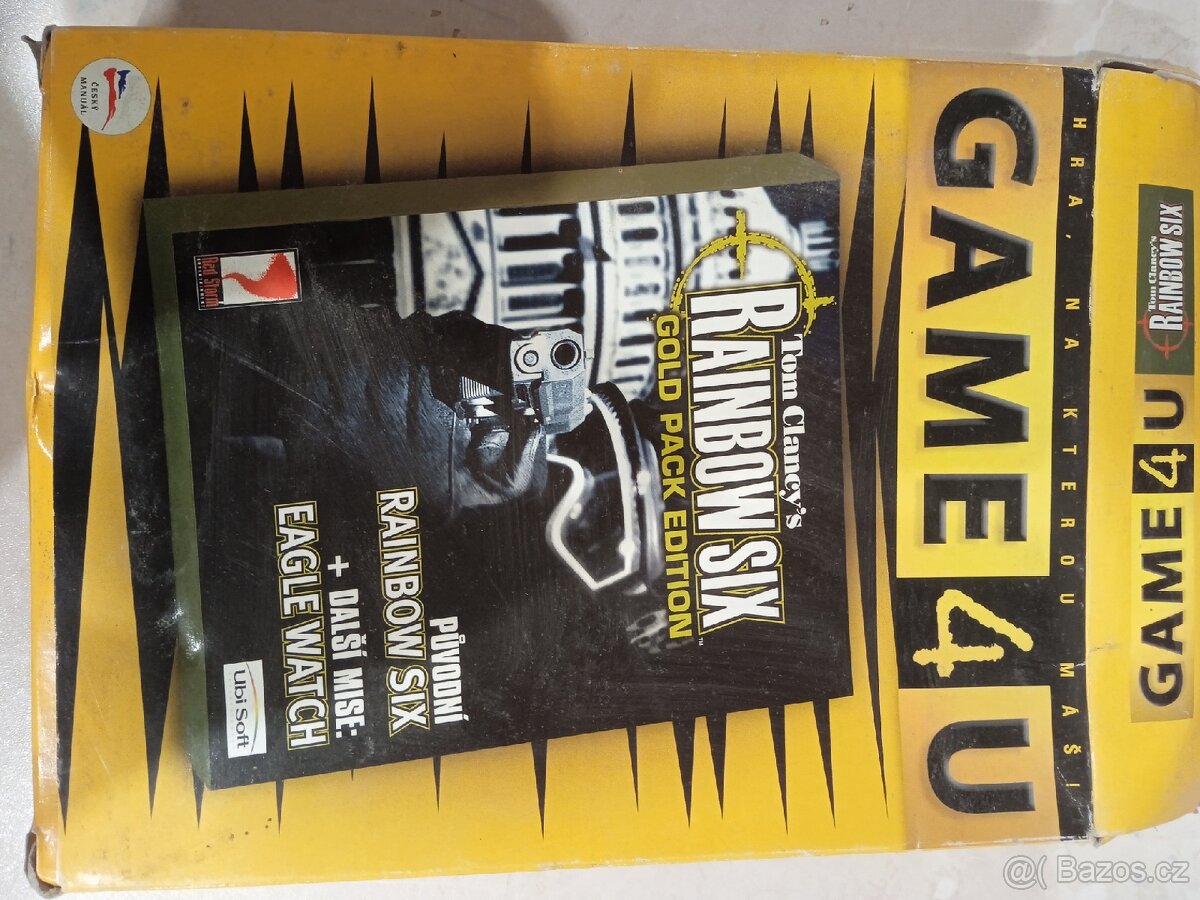 GAME 4 U
Tom Clancy's
RAINBOW SIX
HRA, NA KTEROU MÁŠ!
GAME 4 U
Tom Clancy's
RAINBOW SIX™
GOLD PACK EDITION
PŮVODNÍ
RAINBOW SIX
+ DALŠÍ MISE:
EAGLE WATCH
Red Storm
Ubi Soft
ČESKÝ
MANUÁL
@( Bazos.cz